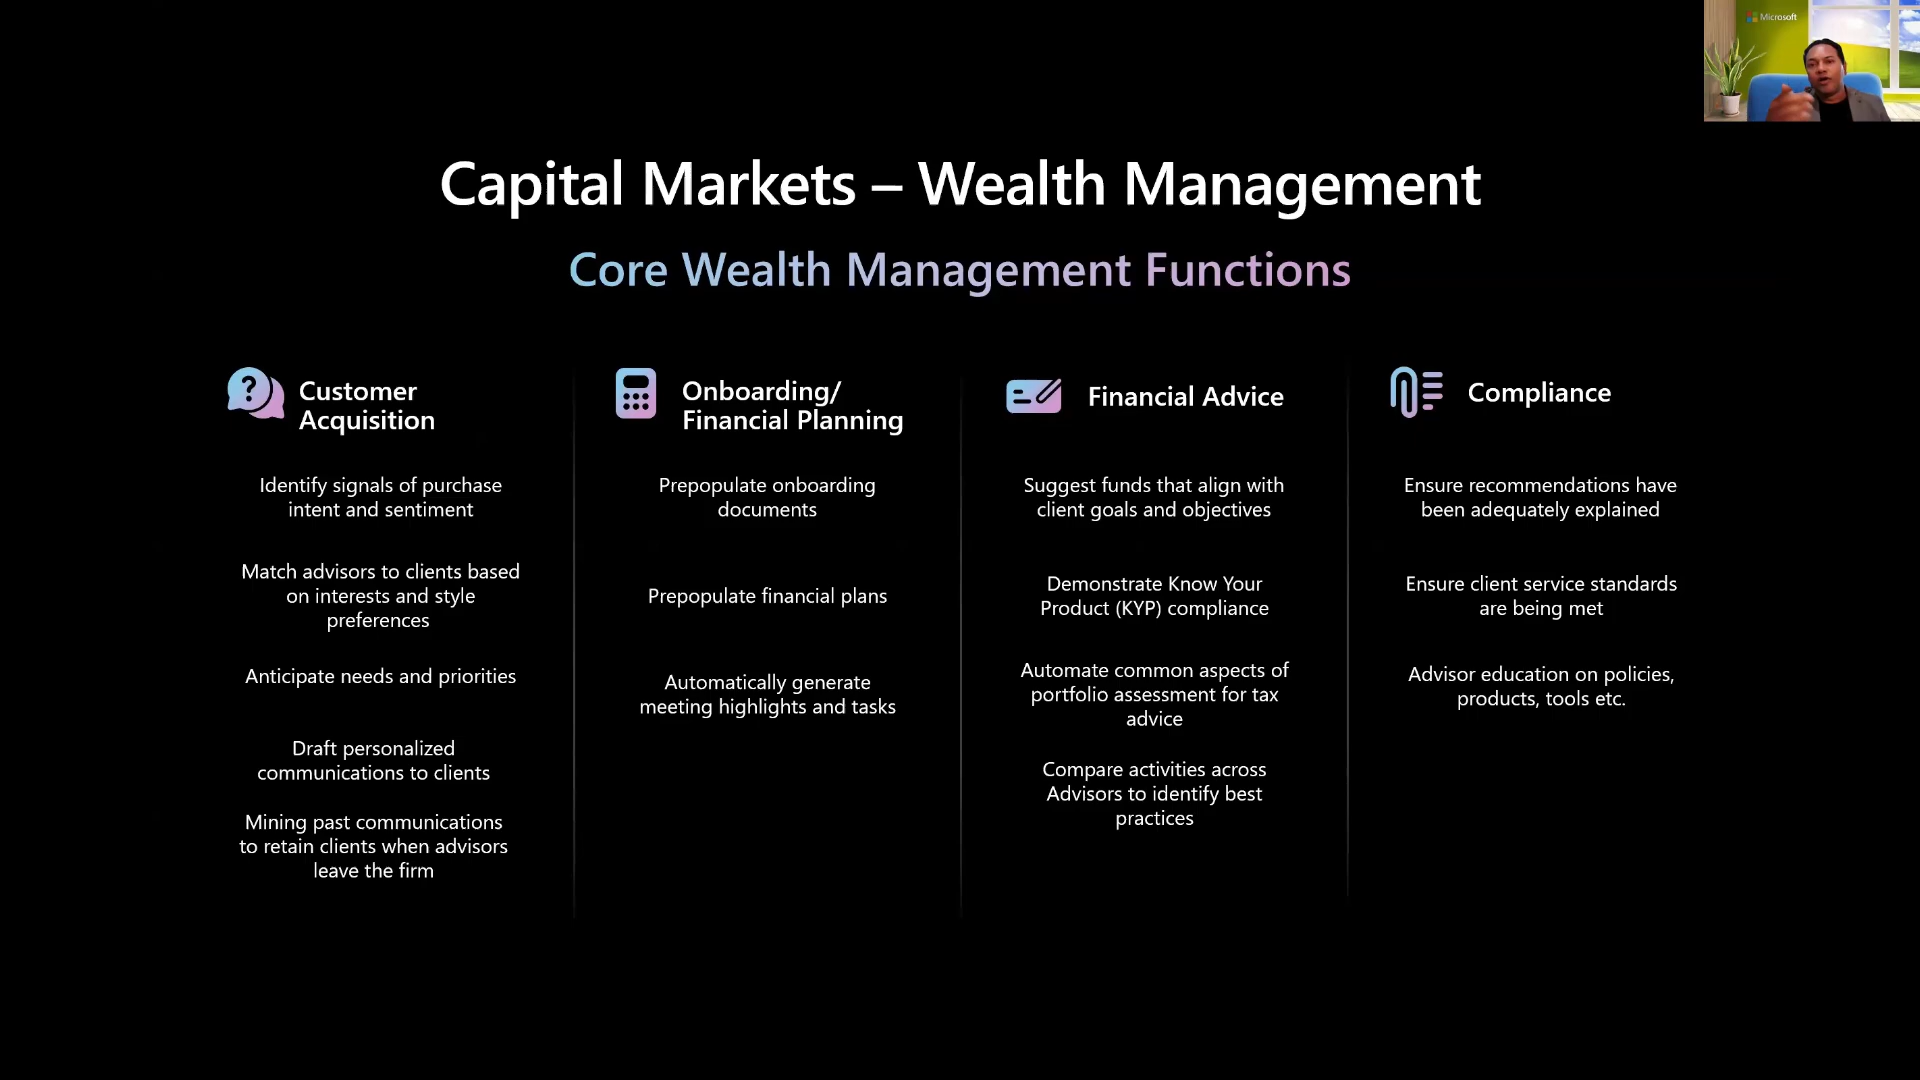 Microsoft
Capital Markets – Wealth Management
Core Wealth Management Functions
?
Customer
Acquisition
Identify signals of purchase
intent and sentiment
Match advisors to clients based
on interests and style
preferences
Anticipate needs and priorities
Draft personalized
communications to clients
Mining past communications
to retain clients when advisors
leave the firm
Onboarding/
Financial Planning
Prepopulate onboarding
documents
Prepopulate financial plans
Automatically generate
meeting highlights and tasks
Financial Advice
Suggest funds that align with
client goals and objectives
Demonstrate Know Your
Product (KYP) compliance
Automate common aspects of
portfolio assessment for tax
advice
Compare activities across
Advisors to identify best
practices
Compliance
Ensure recommendations have
been adequately explained
Ensure client service standards
are being met
Advisor education on policies,
products, tools etc.